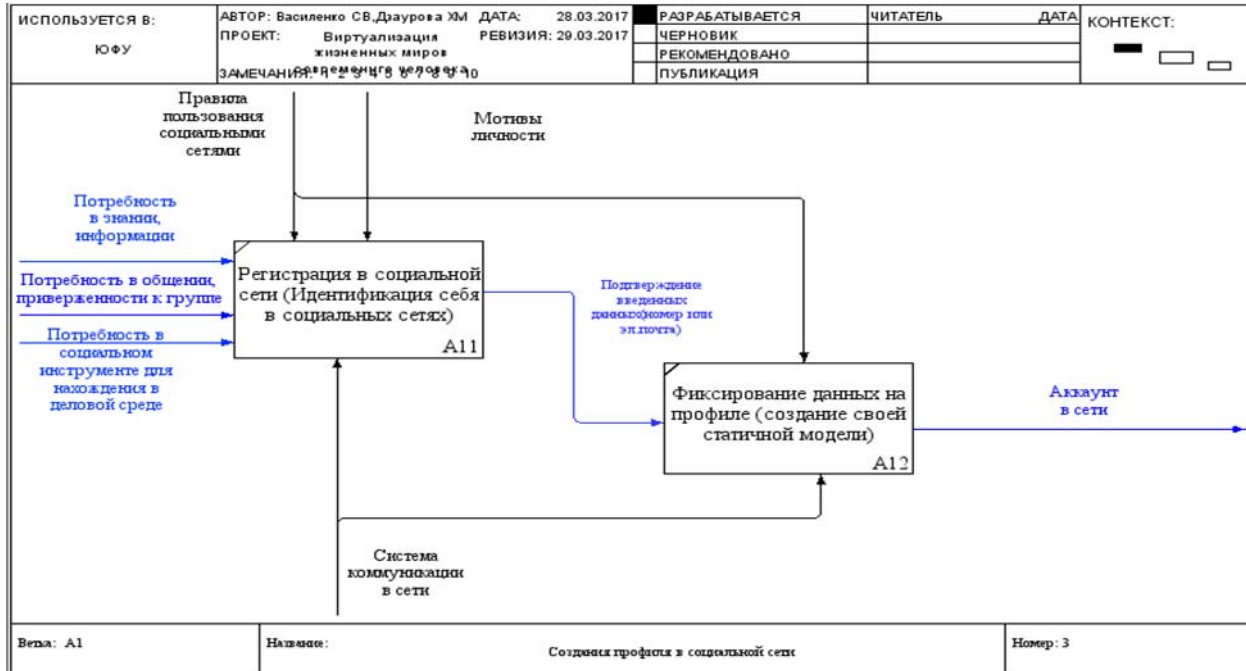 ИСПОЛЬЗУЕТСЯ В:
ЮФУ
АВТОР: Василенко СВ,Дзаурова ХМ
ДАТА: 28.03.2017
ПРОЕКТ: Виртуализация
жизненных миров
современнго человека
РЕВИЗИЯ: 29.03.2017
ЗАМЕЧАНИЯ: 1 2 3 4 5 6 7 8 9 10
РАЗРАБАТЫВАЕТСЯ
ЧЕРНОВИК
РЕКОМЕНДОВАНО
ПУБЛИКАЦИЯ
ЧИТАТЕЛЬ
ДАТА
КОНТЕКСТ:
Правила
пользования
социальными
сетями
Мотивы
личности
Потребность
в знании,
информации
Потребность в общении,
приверженности к группе
Потребность в
социальном
инструменте для
нахождения в
деловой среде
Регистрация в социальной
сети (Идентификация себя
в социальных сетях)
A11
Подтверждение
введенных
данных(номер или
эл.почта)
Фиксирование данных на
профиле (создание своей
статичной модели)
A12
Аккаунт
в сети
Система
коммуникации
в сети
Ветка: A1
Название:
Создания профиля в социальной сети
Номер: 3